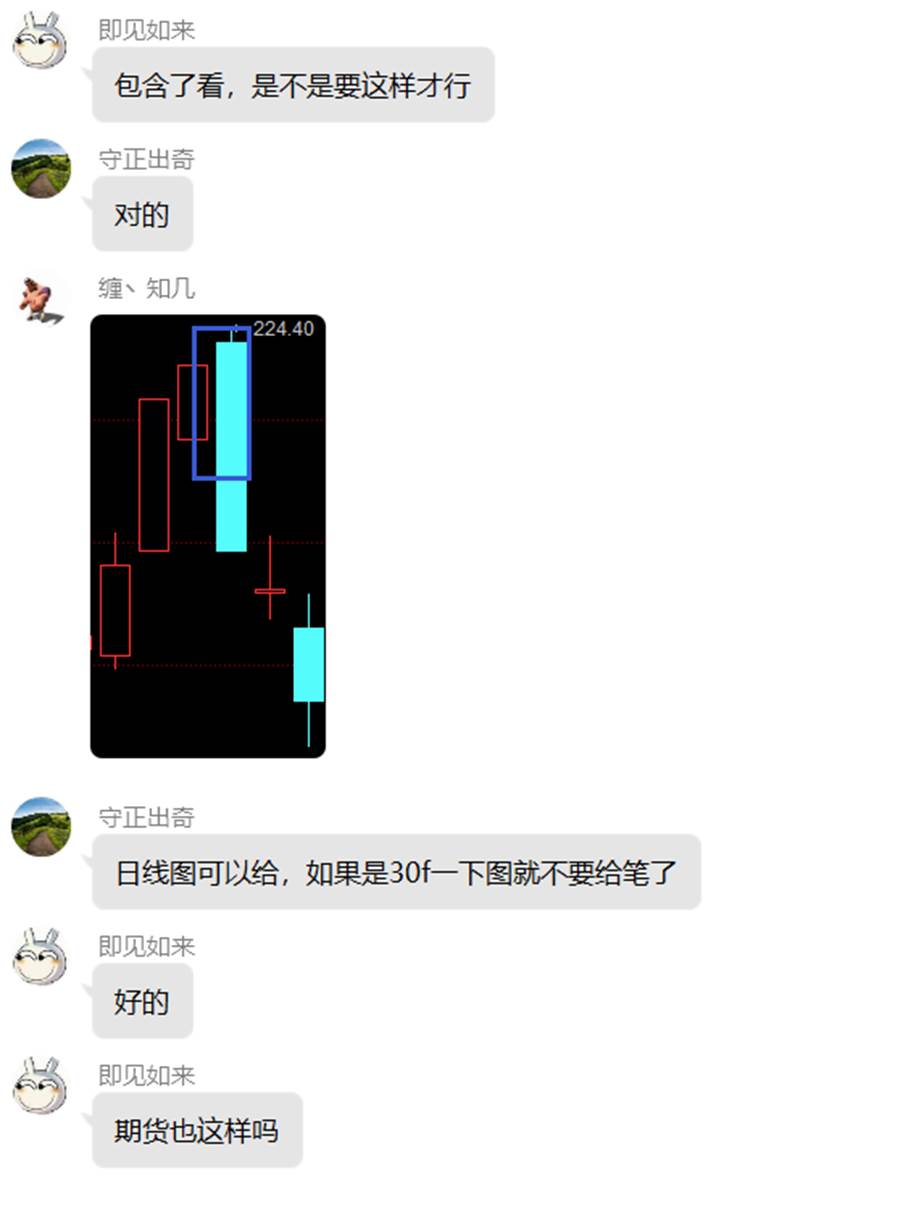 即见如来
包含了看，是不是要这样才行
守正出奇
对的
缠丶知几
224.40
守正出奇
日线图可以给，如果是30f一下图就不要给笔了
即见如来
好的
即见如来
期货也这样吗